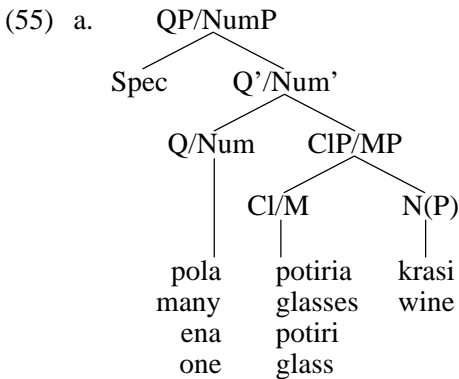 (55) a. QP/NumP
Spec Q’/Num’
Q/Num ClP/MP
Cl/M N(P)
pola potiria krasi
many glasses wine
ena potiri
one glass